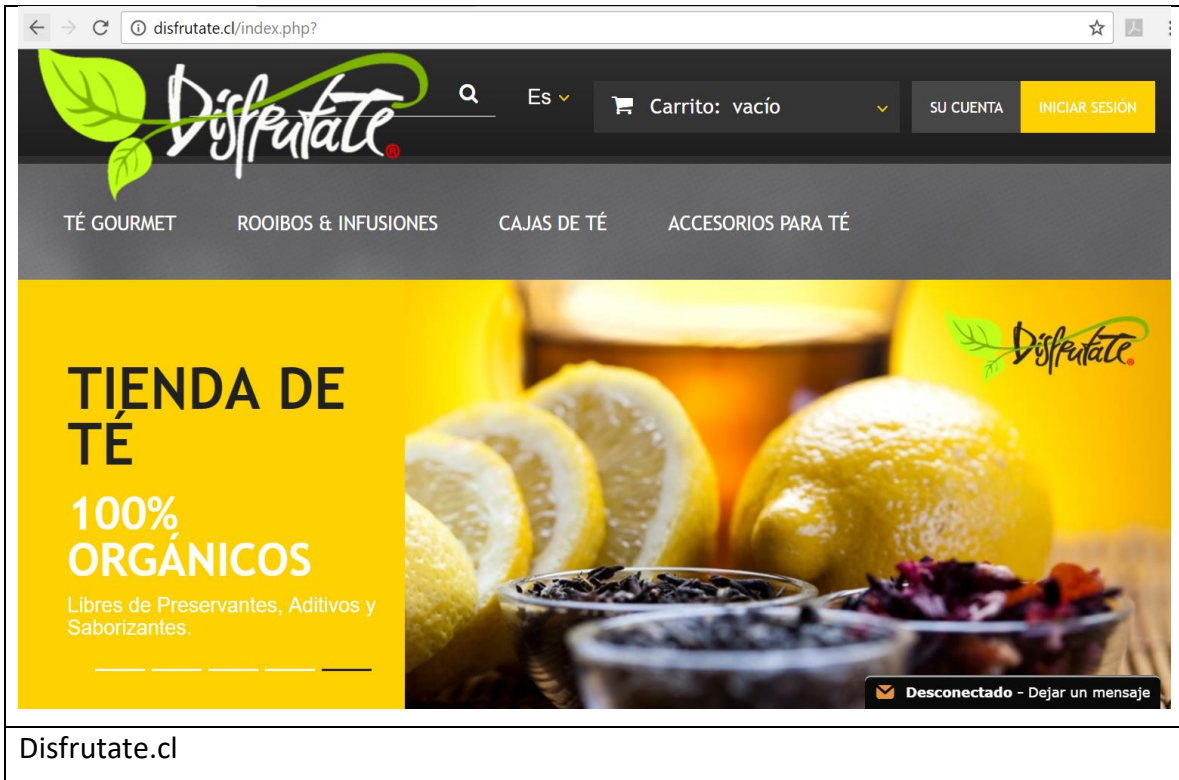 disfrutate.cl/index.php?
Disfrutate®
Es
Carrito: vacío
SU CUENTA
INICIAR SESIÓN
TÉ GOURMET
ROOIBOS & INFUSIONES
CAJAS DE TÉ
ACCESORIOS PARA TÉ
TIENDA DE
TÉ
100%
ORGÁNICOS
Libres de Preservantes, Aditivos y
Saborizantes.
Disfrutate®
Desconectado - Dejar un mensaje
Disfrutate.cl